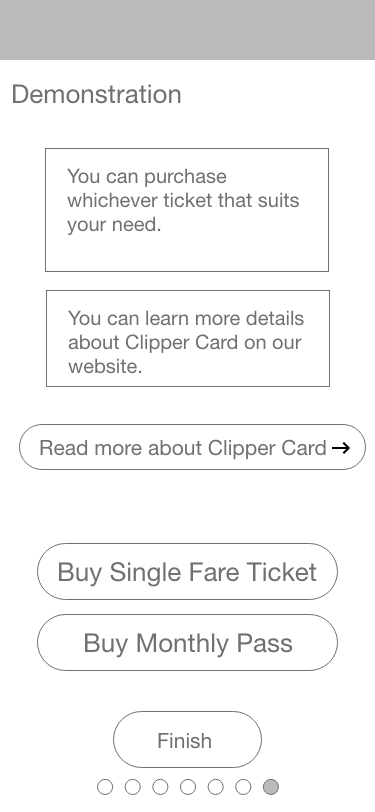 Demonstration
You can purchase
whichever ticket that suits
your need.
You can learn more details
about Clipper Card on our
website.
Read more about Clipper Card
Buy Single Fare Ticket
Buy Monthly Pass
Finish